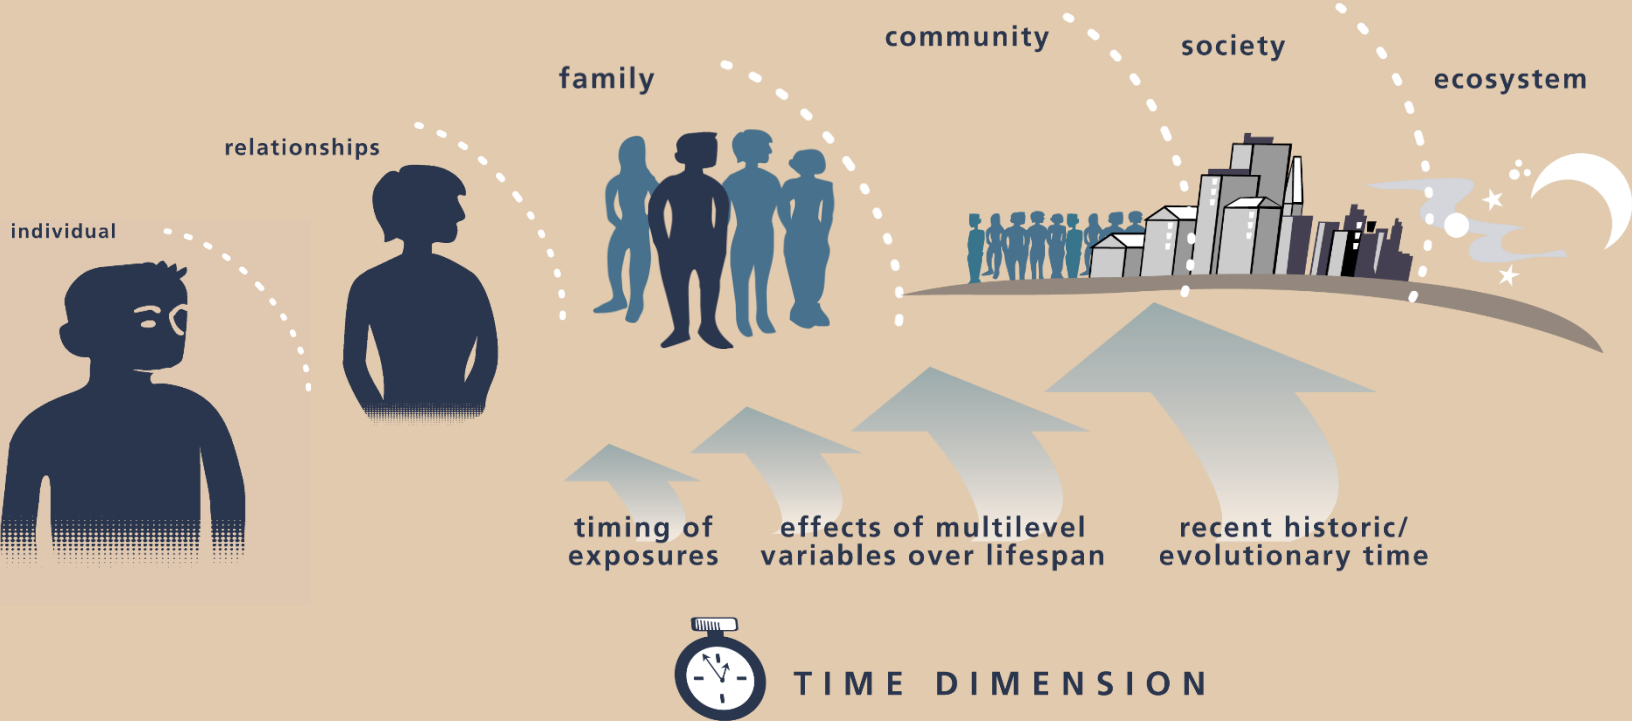 individual
relationships
family
community
society
ecosystem
timing of
exposures
effects of multilevel
variables over lifespan
recent historic/
evolutionary time
TIME DIMENSION